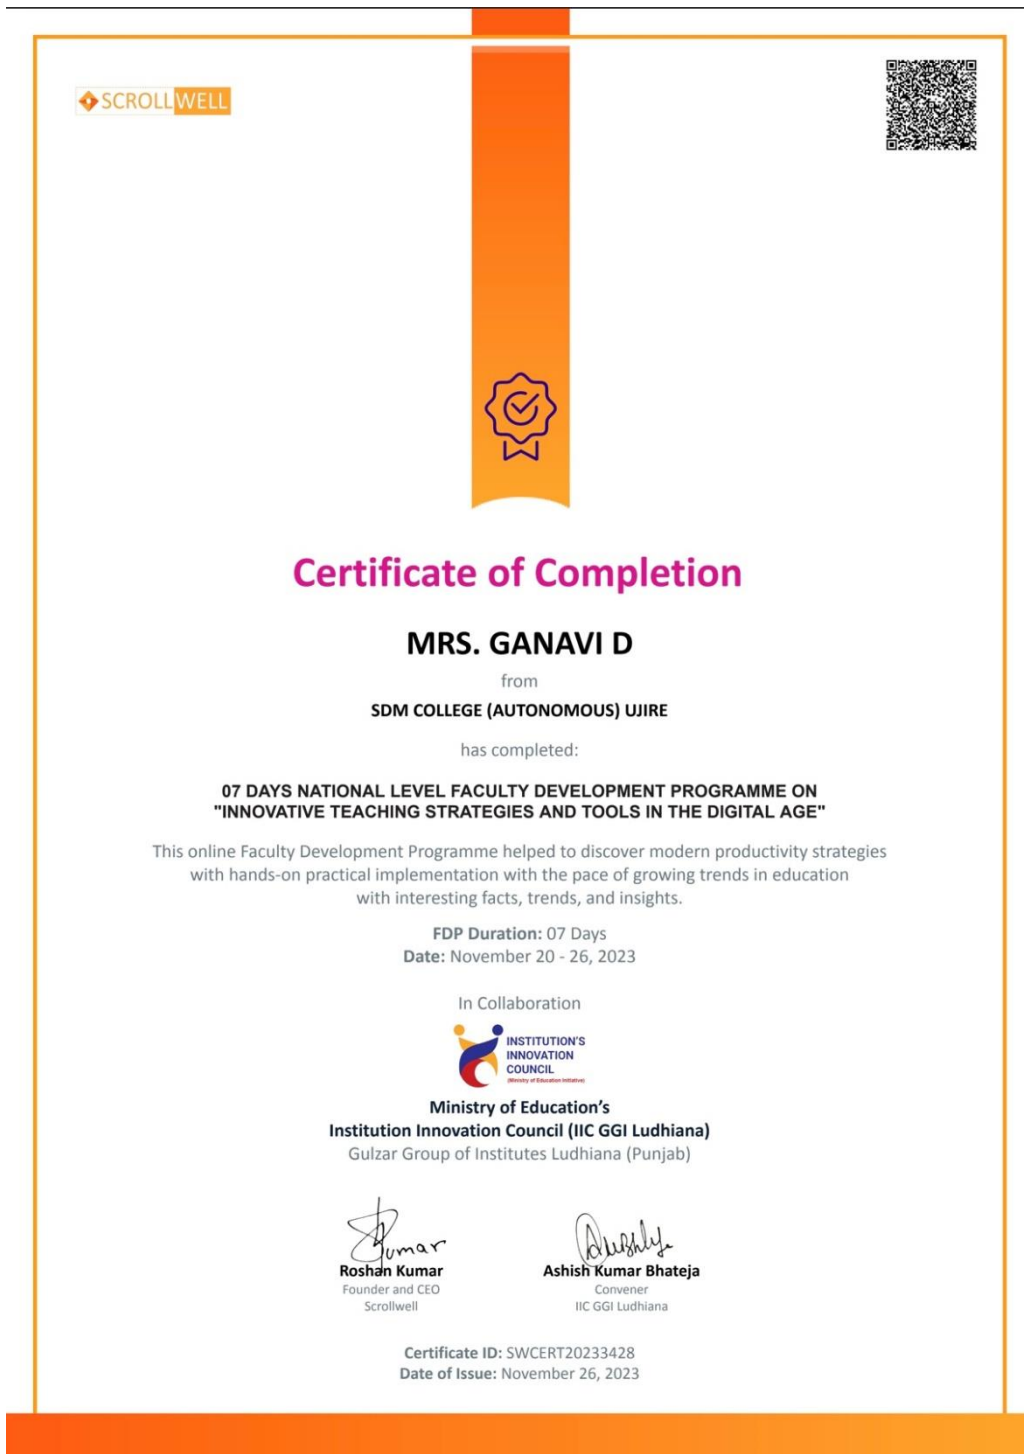 SCROLLWELL
Certificate of Completion
MRS. GANAVI D
from
SDM COLLEGE (AUTONOMOUS) UJIRE
has completed:
07 DAYS NATIONAL LEVEL FACULTY DEVELOPMENT PROGRAMME ON
"INNOVATIVE TEACHING STRATEGIES AND TOOLS IN THE DIGITAL AGE"
This online Faculty Development Programme helped to discover modern productivity strategies
with hands-on practical implementation with the pace of growing trends in education
with interesting facts, trends, and insights.
FDP Duration: 07 Days
Date: November 20 - 26, 2023
In Collaboration
INSTITUTION'S
INNOVATION
COUNCIL
(Ministry of Education Initiative)
Ministry of Education’s
Institution Innovation Council (IIC GGI Ludhiana)
Gulzar Group of Institutes Ludhiana (Punjab)
Roshan Kumar
Founder and CEO
Scrollwell
Ashish Kumar Bhateja
Convener
IIC GGI Ludhiana
Certificate ID: SWCERT20233428
Date of Issue: November 26, 2023